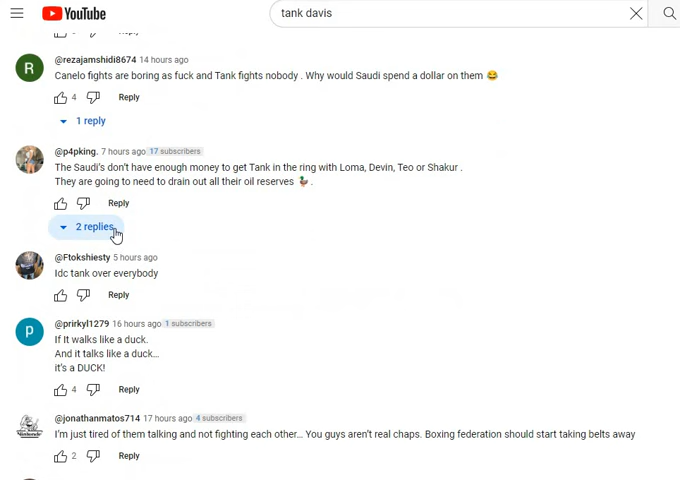 YouTube
tank davis
Reply
@rezajamshidi8674 14 hours ago
Canelo fights are boring as fuck and Tank fights nobody . Why would Saudi spend a dollar on them 😂
4 Reply
1 reply
@p4pking. 7 hours ago 17 subscribers
The Saudi's don't have enough money to get Tank in the ring with Loma, Devin, Teo or Shakur .
They are going to need to drain out all their oil reserves 🦆 .
Reply
2 replies
@Ftokshiesty 5 hours ago
Idc tank over everybody
Reply
P
@prirkyl1279 16 hours ago 1 subscribers
If It walks like a duck.
And it talks like a duck...
it's a DUCK!
4 Reply
@jonathanmatos714 17 hours ago 4 subscribers
I'm just tired of them talking and not fighting each other... You guys aren't real chaps. Boxing federation should start taking belts away
2 Reply